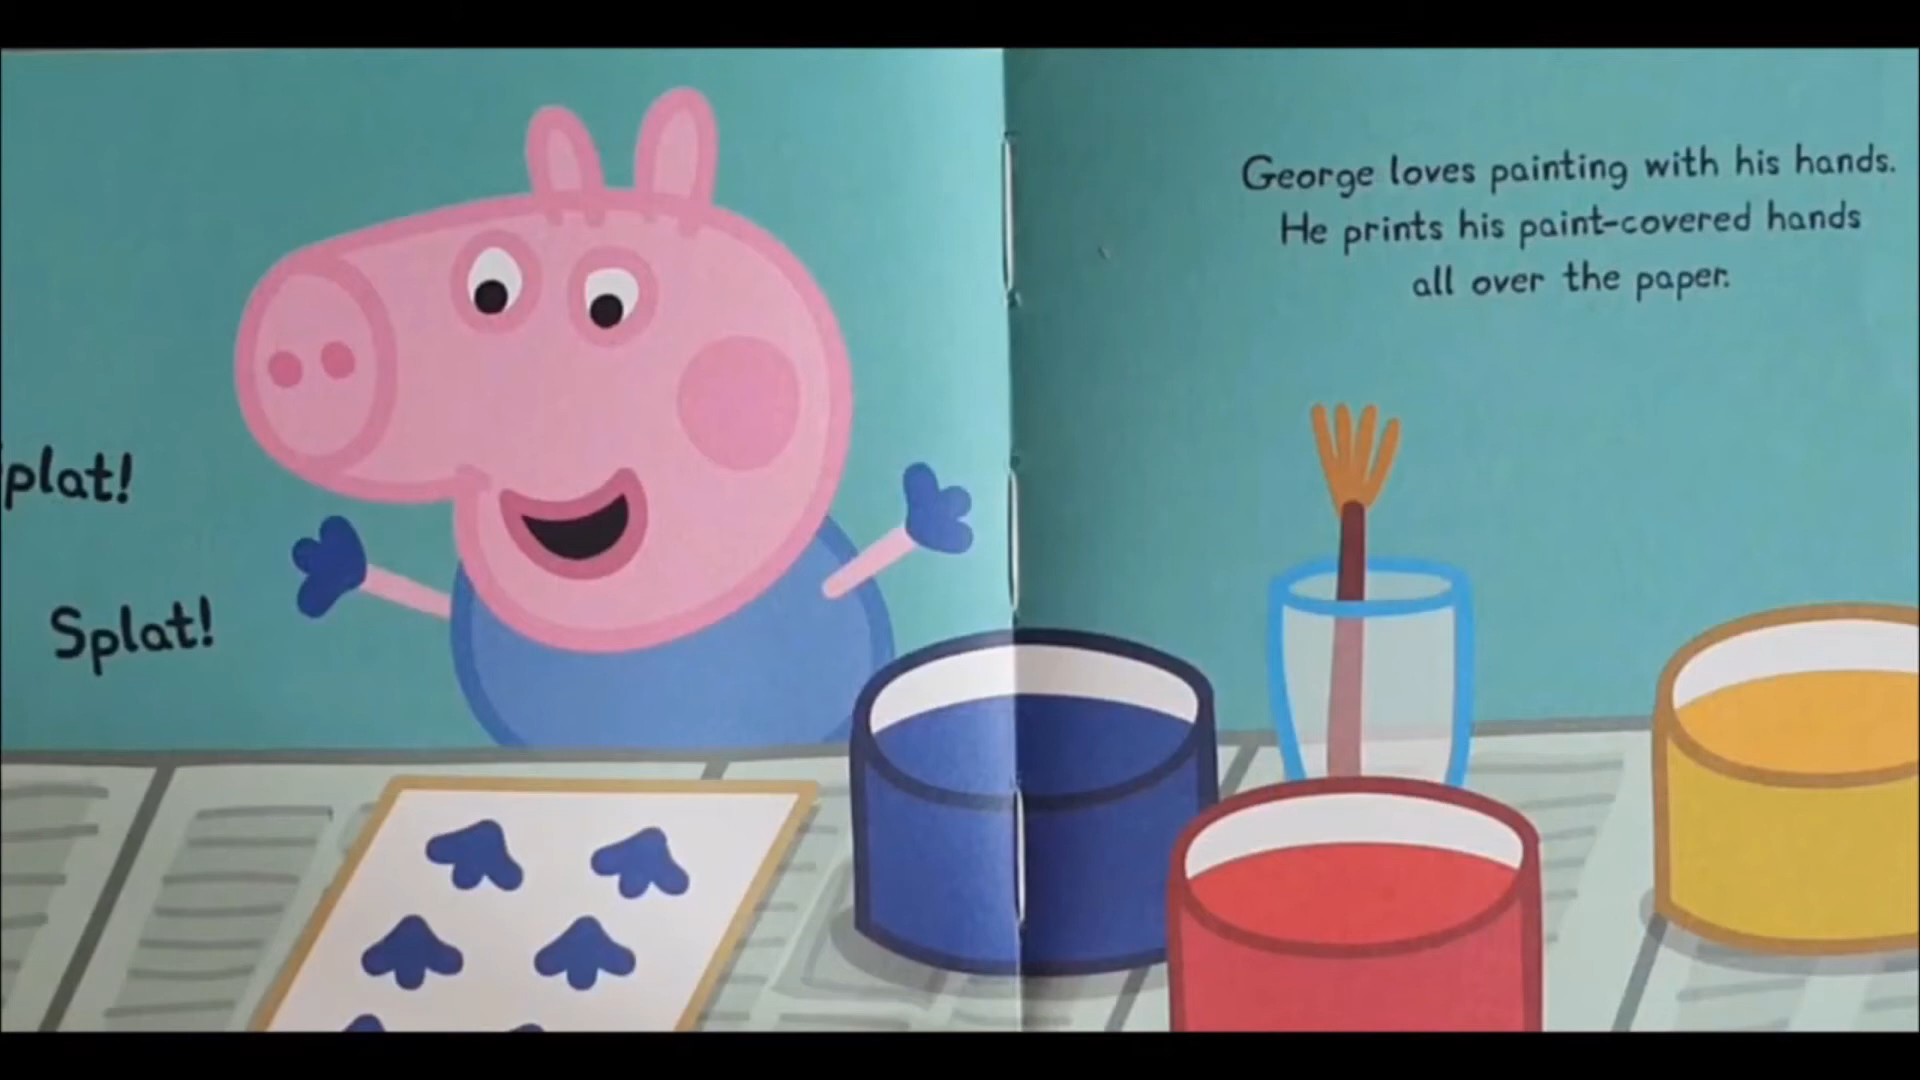 plat!
Splat!
George loves painting with his hands.
He prints his paint-covered hands
all over the paper.